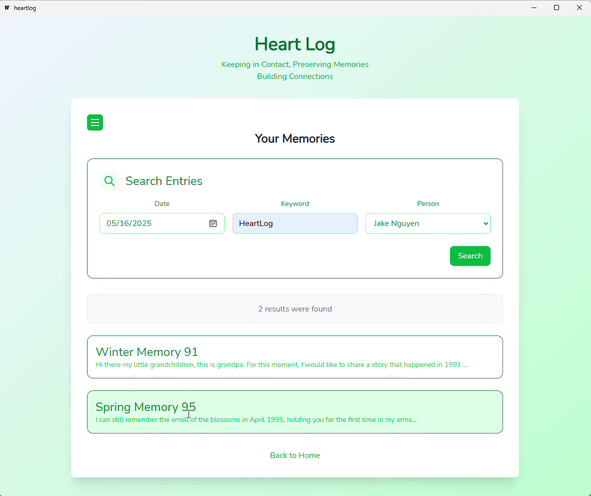 heartlog
Heart Log
Keeping in Contact, Preserving Memories
Building Connections
Your Memories
Search Entries
Date
Keyword
Person
05/16/2025
HeartLog
Jake Nguyen
Search
2 results were found
Winter Memory 91
Hi there my little grandchildren, this is grandpa. For this moment, I would like to share a story that happened in 1991 ...
Spring Memory 95
I can still remember the smell of the blossoms in April 1995, holding you for the first time in my arms...
Back to Home